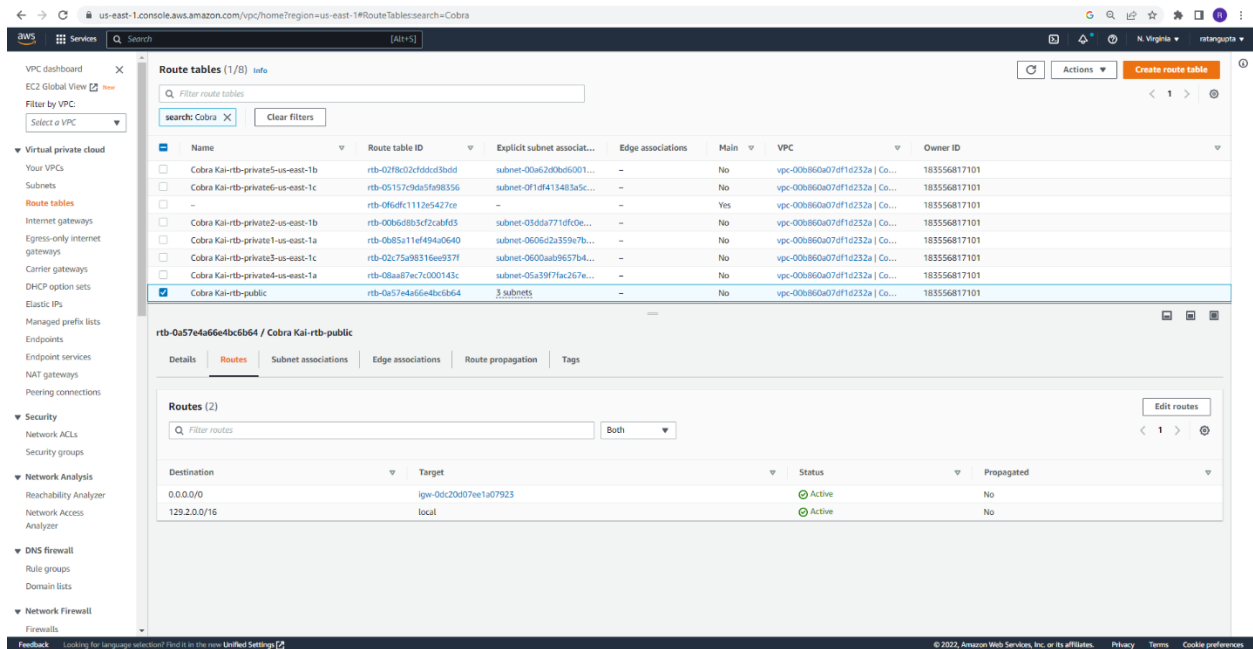 us-east-1.console.aws.amazon.com/vpc/home?region=us-east-1#RouteTables:search=Cobra
R
aws
Services
Search
[Alt+S]
N. Virginia
ratangupta
VPC dashboard
EC2 Global View
New
Filter by VPC:
Select a VPC
Virtual private cloud
Your VPCs
Subnets
Route tables
Internet gateways
Egress-only internet
gateways
Carrier gateways
DHCP option sets
Elastic IPs
Managed prefix lists
Endpoints
Endpoint services
NAT gateways
Peering connections
Security
Network ACLs
Security groups
Network Analysis
Reachability Analyzer
Network Access
Analyzer
DNS firewall
Rule groups
Domain lists
Network Firewall
Firewalls
Route tables (1/8) Info
Actions
Create route table
Filter route tables
1
search: Cobra
Clear filters
Name Route table ID Explicit subnet associat... Edge associations Main VPC Owner ID
Cobra Kai-rtb-private5-us-east-1b rtb-02f8c02cfddcd3bdd subnet-00a62d0bd6001... – No vpc-00b860a07df1d232a | Co... 183556817101
Cobra Kai-rtb-private6-us-east-1c rtb-05157c9da5fa98356 subnet-0f1df413483a5c... – No vpc-00b860a07df1d232a | Co... 183556817101
– rtb-0f6dfc1112e5427ce – – Yes vpc-00b860a07df1d232a | Co... 183556817101
Cobra Kai-rtb-private2-us-east-1b rtb-00b6d8b3cf2cabfd3 subnet-03dda771dfc0e... – No vpc-00b860a07df1d232a | Co... 183556817101
Cobra Kai-rtb-private1-us-east-1a rtb-0b85a11ef494a0640 subnet-0606d2a359e7b... – No vpc-00b860a07df1d232a | Co... 183556817101
Cobra Kai-rtb-private3-us-east-1c rtb-02c75a98316ee937f subnet-0600aab9657b4... – No vpc-00b860a07df1d232a | Co... 183556817101
Cobra Kai-rtb-private4-us-east-1a rtb-08aa87ec7c000143c subnet-05a39f7fac267e... – No vpc-00b860a07df1d232a | Co... 183556817101
Cobra Kai-rtb-public rtb-0a57e4a66e4bc6b64 3 subnets – No vpc-00b860a07df1d232a | Co... 183556817101
rtb-0a57e4a66e4bc6b64 / Cobra Kai-rtb-public
Details Routes Subnet associations Edge associations Route propagation Tags
Routes (2)
Edit routes
Filter routes
Both
1
Destination Target Status Propagated
0.0.0.0/0 igw-0dc20d07ee1a07923 Active No
129.2.0.0/16 local Active No
Feedback Looking for language selection? Find it in the new Unified Settings
© 2022, Amazon Web Services, Inc. or its affiliates. Privacy Terms Cookie preferences